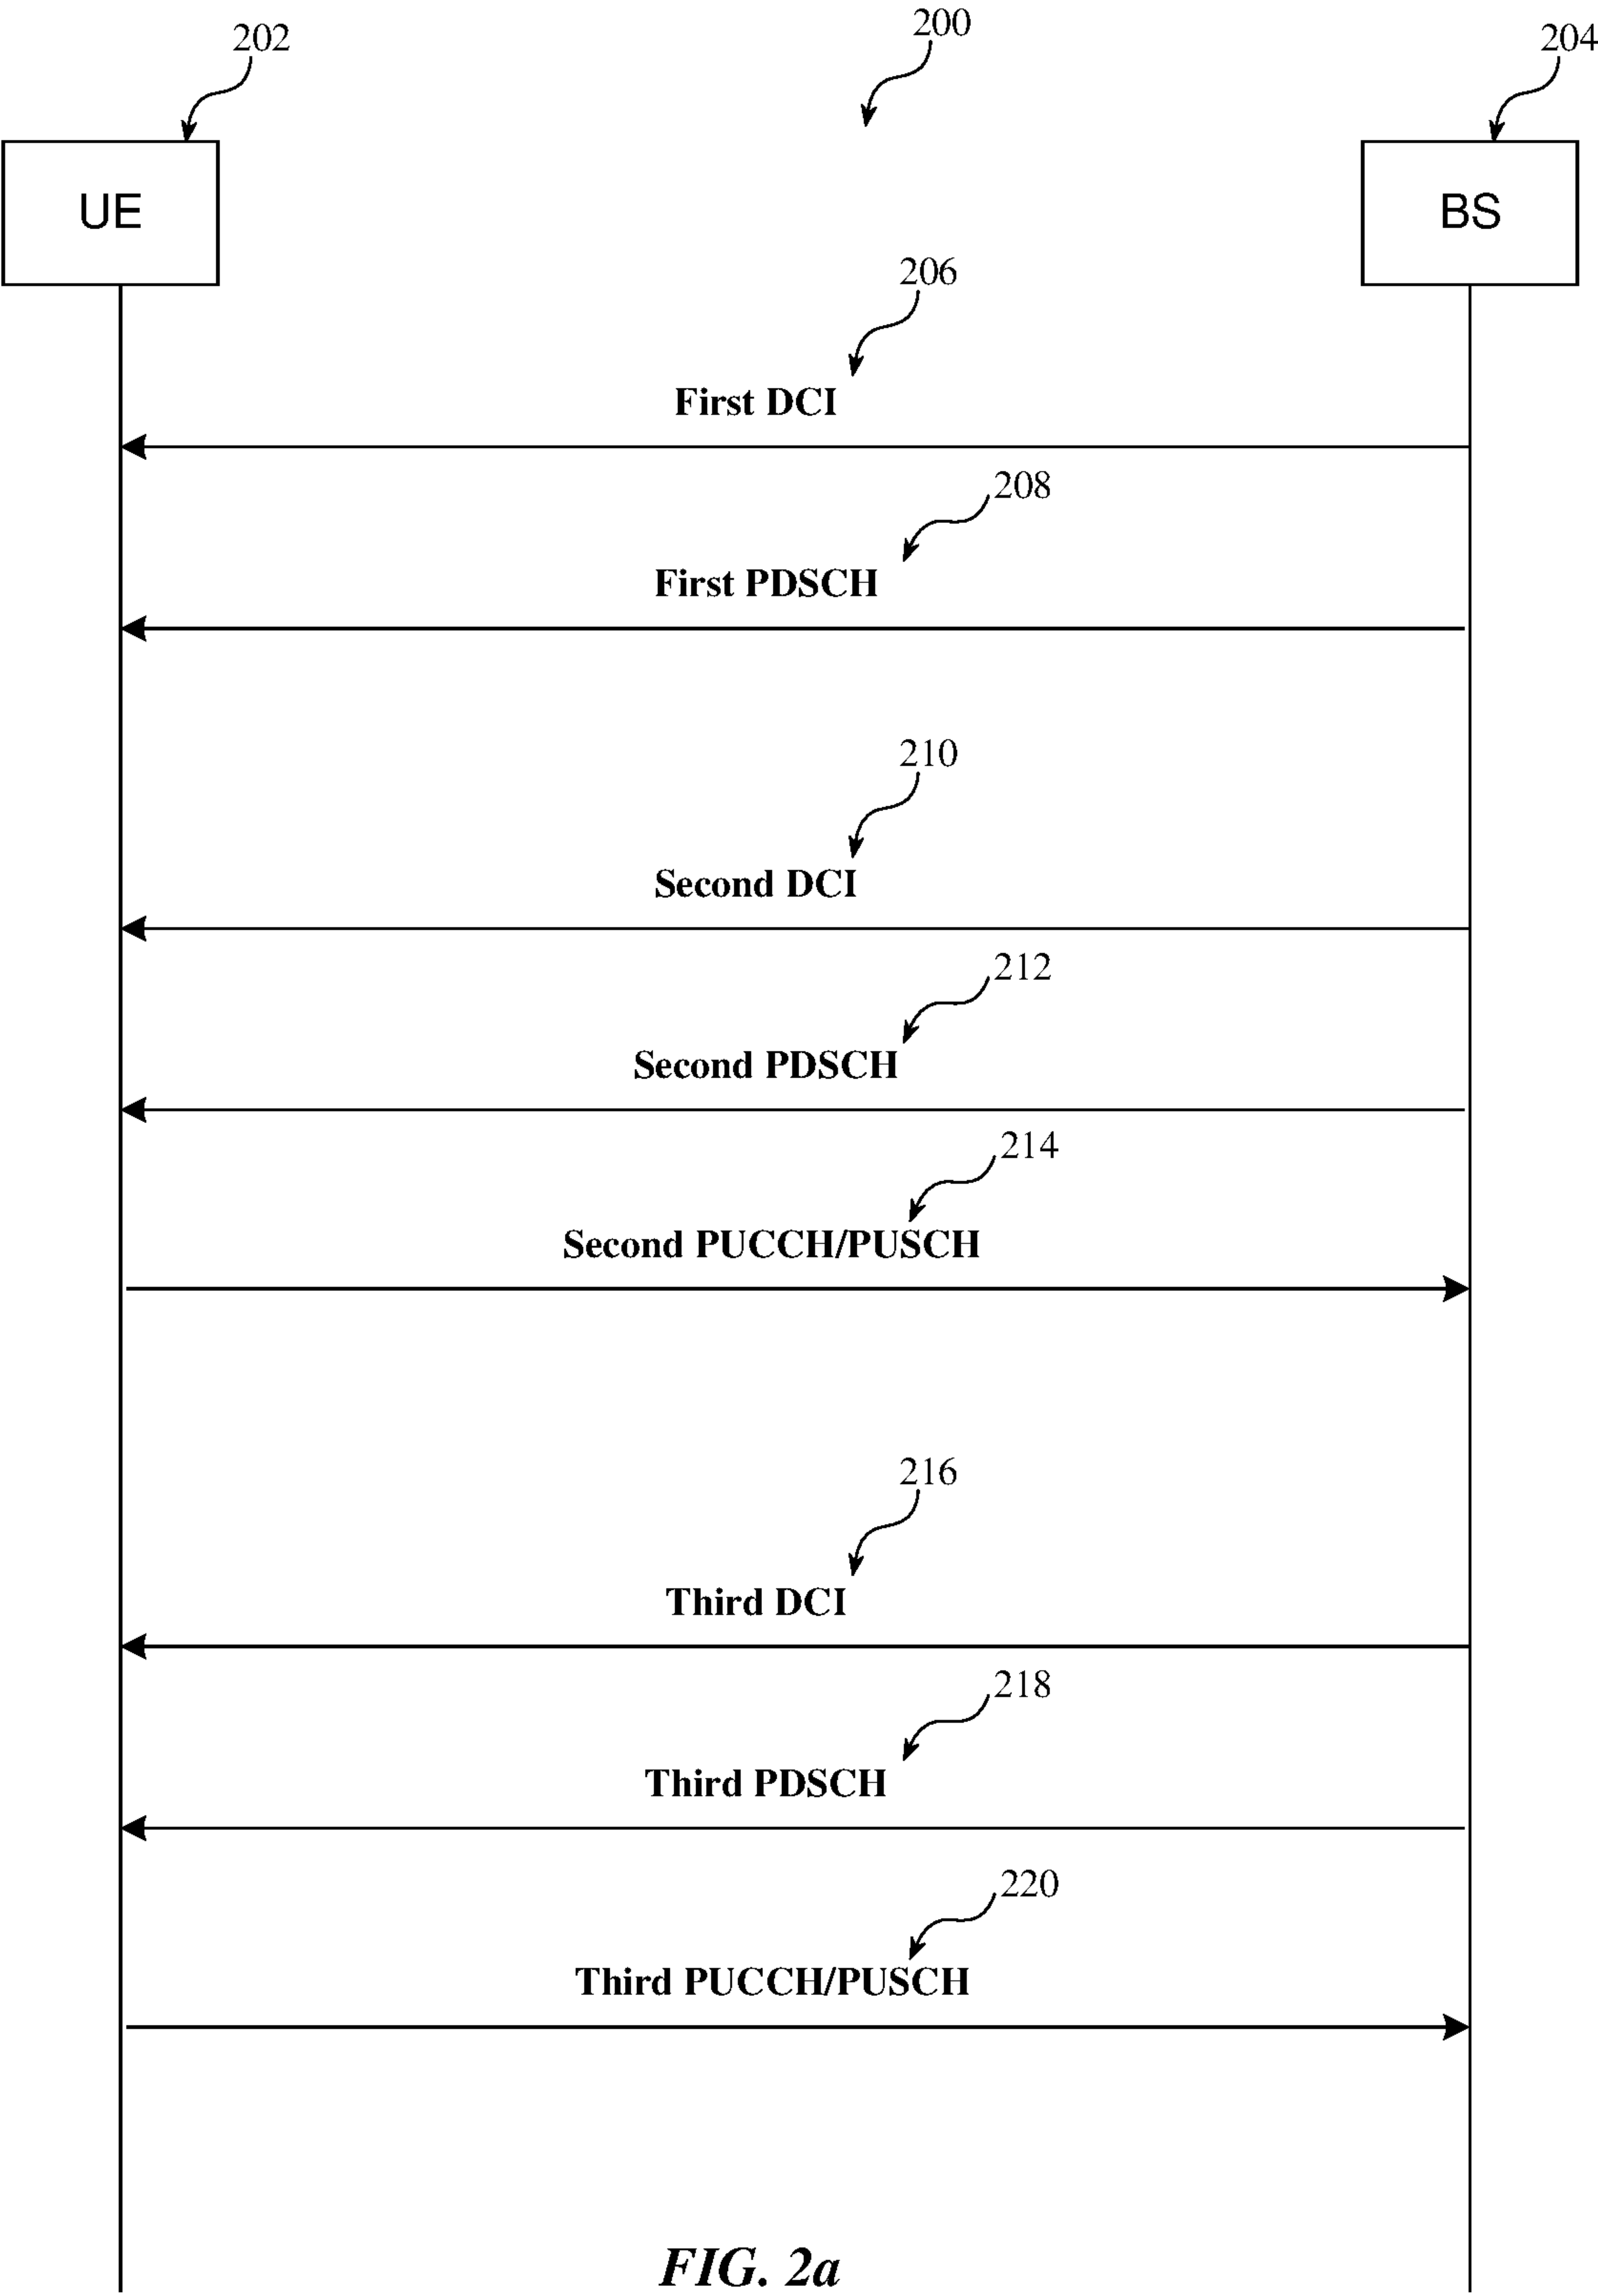 200
202
204
UE
BS
206
First DCI
208
First PDSCH
210
Second DCI
212
Second PDSCH
214
Second PUCCH/PUSCH
216
Third DCI
218
Third PDSCH
220
Third PUCCH/PUSCH
FIG. 2a